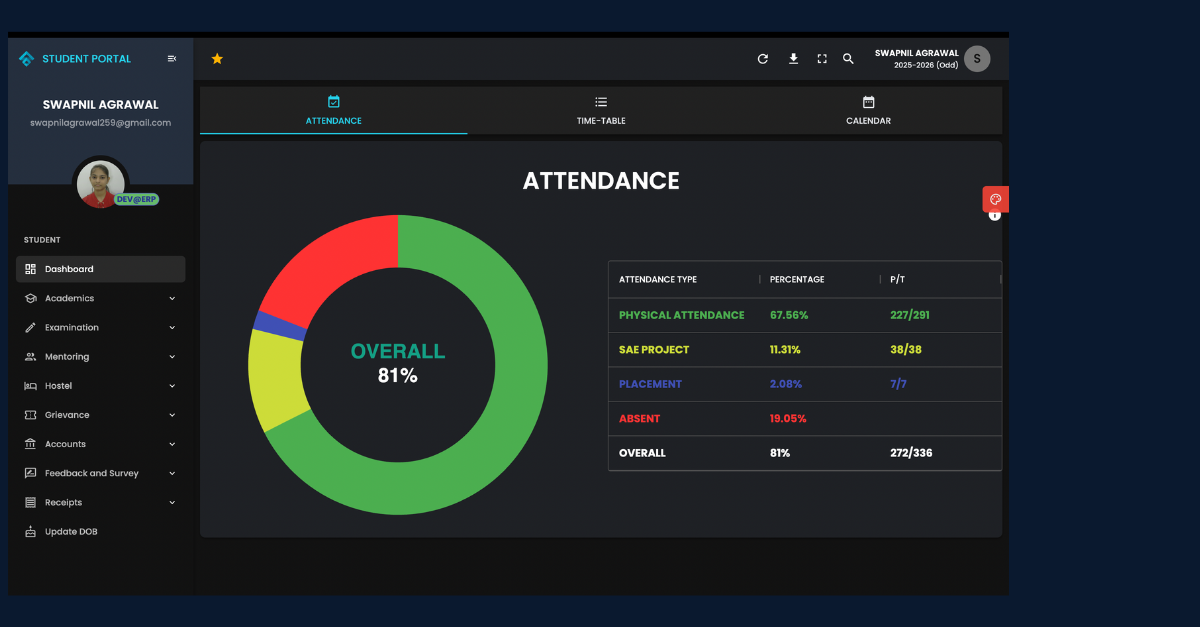 STUDENT PORTAL
SWAPNIL AGRAWAL
swapnilagrawal259@gmail.com
DEV@ERP
STUDENT
Dashboard
Academics
Examination
Mentoring
Hostel
Grievance
Accounts
Feedback and Survey
Receipts
Update DOB
SWAPNIL AGRAWAL
2025-2026 (Odd)
S
ATTENDANCE
TIME-TABLE
CALENDAR
ATTENDANCE
OVERALL
81%
ATTENDANCE TYPE PERCENTAGE P/T
PHYSICAL ATTENDANCE 67.56% 227/291
SAE PROJECT 11.31% 38/38
PLACEMENT 2.08% 7/7
ABSENT 19.05%
OVERALL 81% 272/336